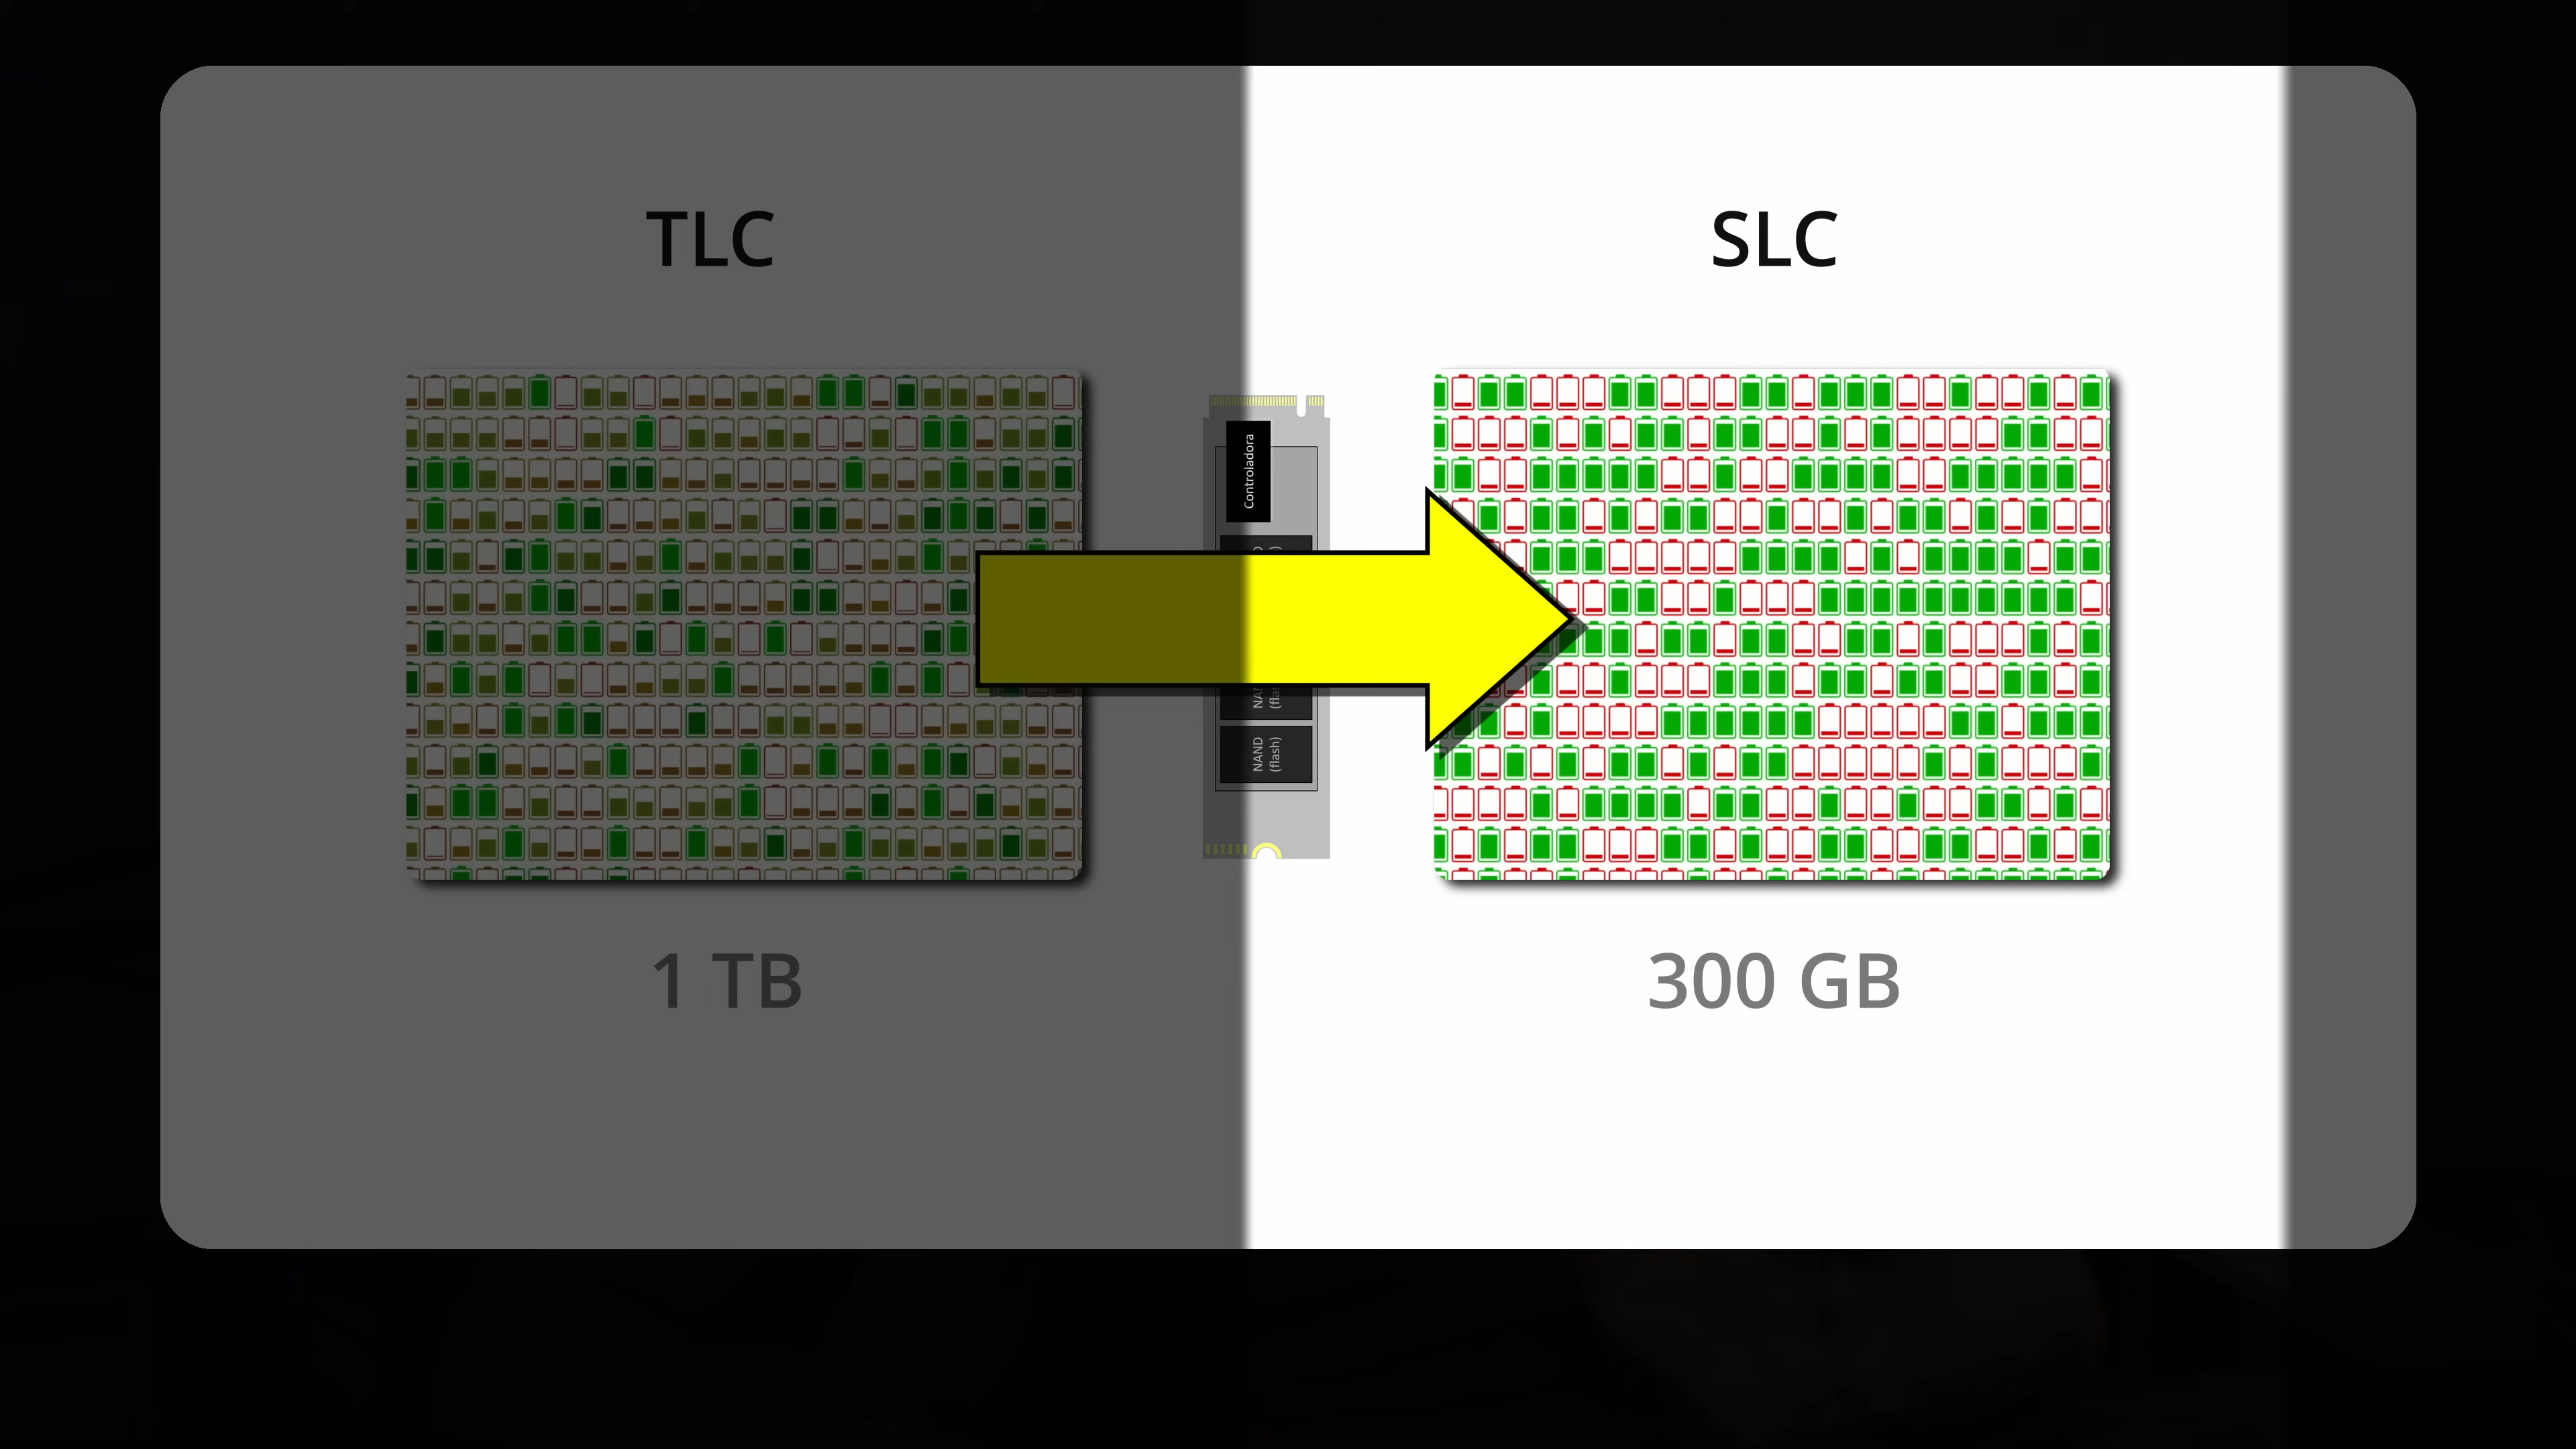 TLC
SLC
Controladora
NAND
(flash)
1 TB
300 GB